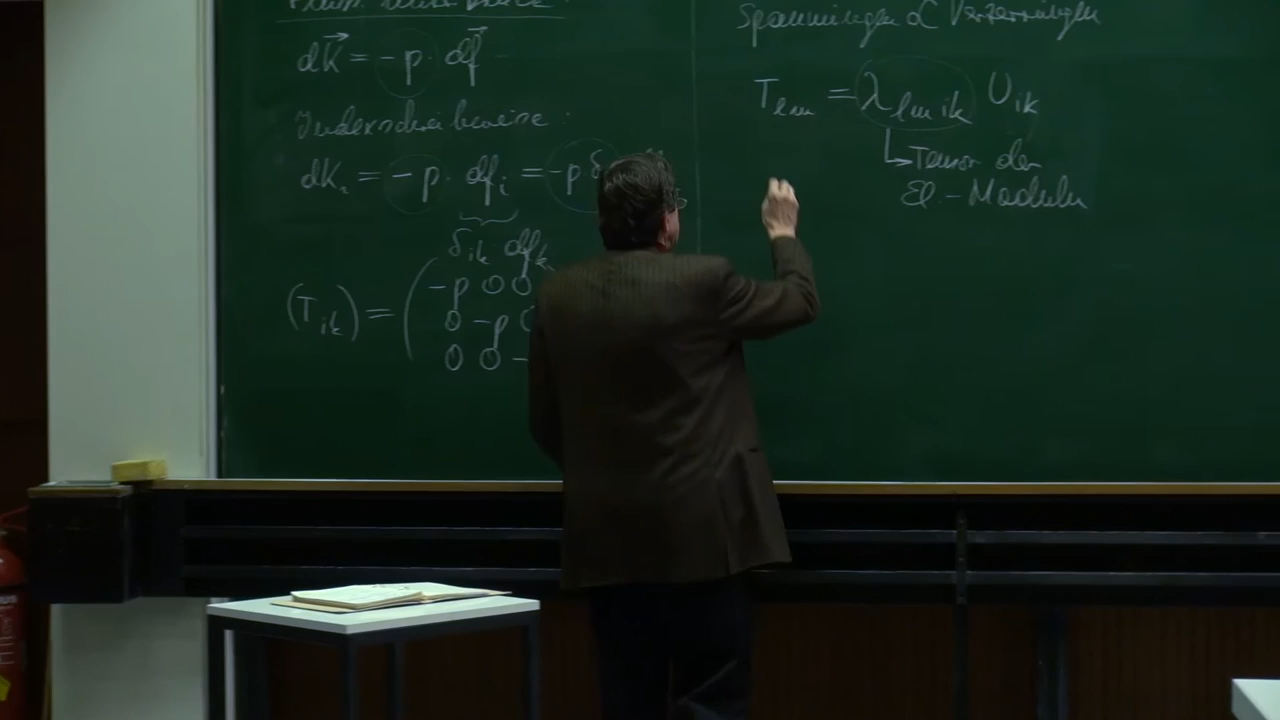 dK⃗ = -p · df⃗
Indexschreibweise:
dKᵢ = -p · dfᵢ = -p δ
δᵢₖ dfₖ
(Tᵢₖ) = ( -p 0 0
0 -p 0
0 0 -
Spannungen ∝ Verzerrungen
Tₗₘ = λₗₘᵢₖ Uᵢₖ
↳ Tensor der
El.-Moduln